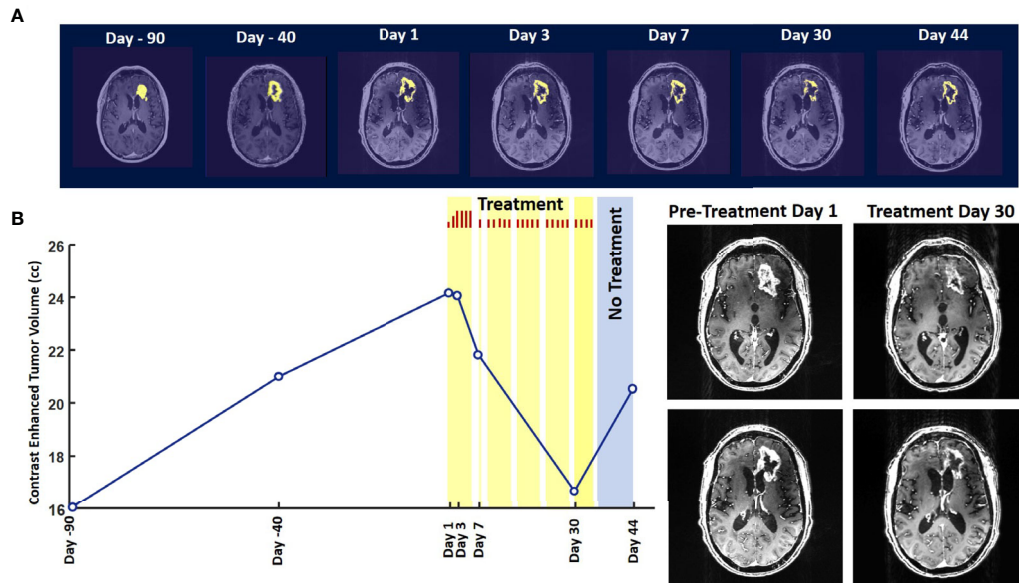 A
Day - 90
Day - 40
Day 1
Day 3
Day 7
Day 30
Day 44
B
Treatment
No Treatment
Pre-Treatment Day 1
Treatment Day 30
Contrast Enhanced Tumor Volume (cc)
26
24
22
20
18
16
Day -90
Day -40
Day 1
Day 3
Day 7
Day 30
Day 44